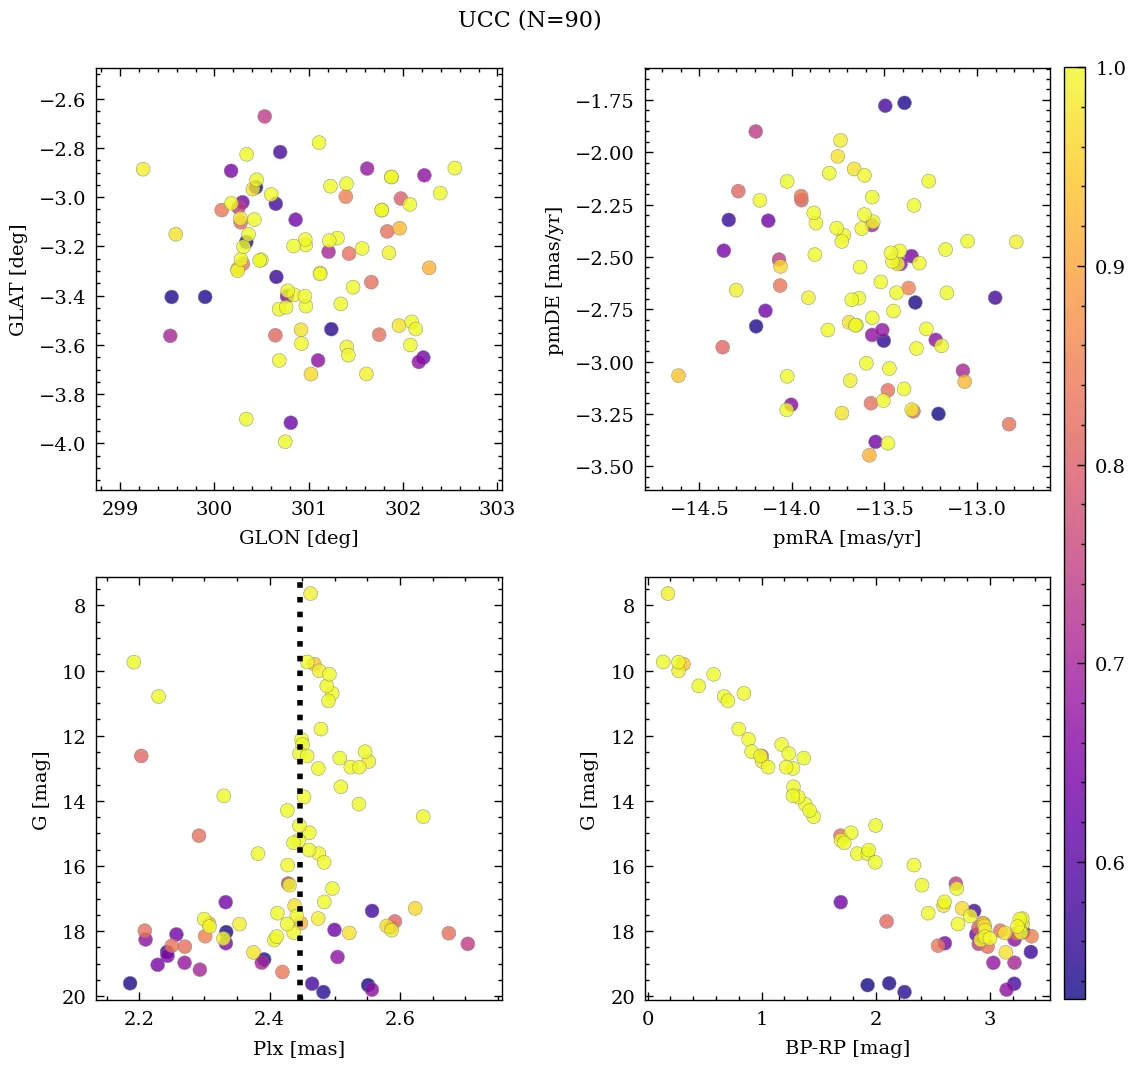 UCC (N=90)
−2.6
−2.8
−3.0
−3.2
−3.4
−3.6
−3.8
−4.0
GLAT [deg]
299 300 301 302 303
GLON [deg]
−1.75
−2.00
−2.25
−2.50
−2.75
−3.00
−3.25
−3.50
pmDE [mas/yr]
−14.5 −14.0 −13.5 −13.0
pmRA [mas/yr]
1.0
0.9
0.8
0.7
0.6
8
10
12
14
16
18
20
G [mag]
2.2 2.4 2.6
Plx [mas]
8
10
12
14
16
18
20
G [mag]
0 1 2 3
BP-RP [mag]